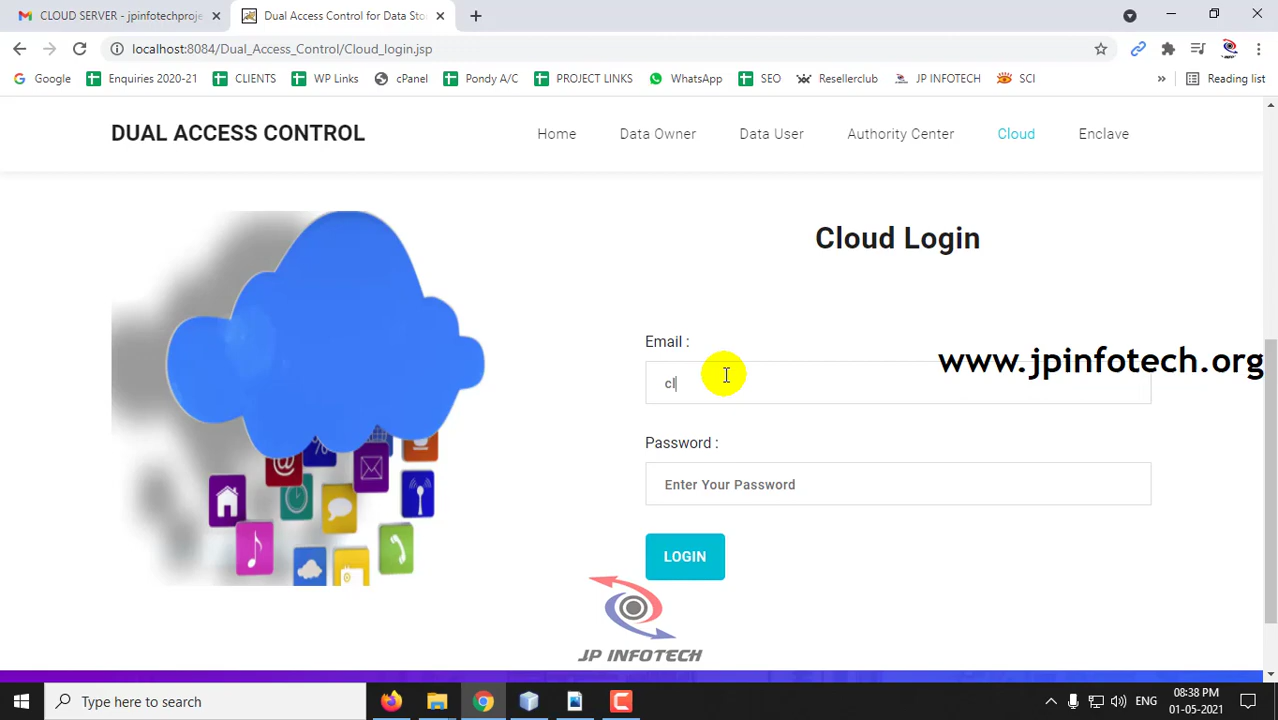 CLOUD SERVER - jpinfotechproje
Dual Access Control for Data Sto
localhost:8084/Dual_Access_Control/Cloud_login.jsp
Google
Enquiries 2020-21
CLIENTS
WP Links
cPanel
Pondy A/C
PROJECT LINKS
WhatsApp
SEO
Resellerclub
JP INFOTECH
SCI
»
Reading list
DUAL ACCESS CONTROL
Home
Data Owner
Data User
Authority Center
Cloud
Enclave
Cloud Login
Email :
www.jpinfotech.org
cl
Password :
Enter Your Password
LOGIN
JP INFOTECH
Type here to search
ENG
08:38 PM
01-05-2021